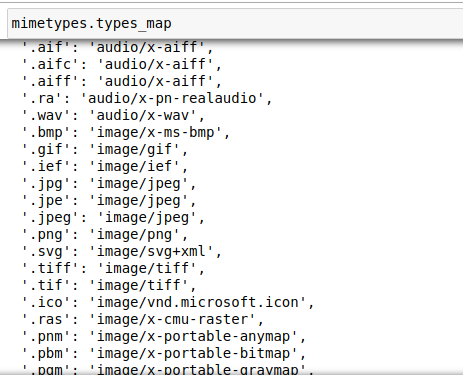 mimetypes.types_map
'.aif': 'audio/x-aiff',
'.aifc': 'audio/x-aiff',
'.aiff': 'audio/x-aiff',
'.ra': 'audio/x-pn-realaudio',
'.wav': 'audio/x-wav',
'.bmp': 'image/x-ms-bmp',
'.gif': 'image/gif',
'.ief': 'image/ief',
'.jpg': 'image/jpeg',
'.jpe': 'image/jpeg',
'.jpeg': 'image/jpeg',
'.png': 'image/png',
'.svg': 'image/svg+xml',
'.tiff': 'image/tiff',
'.tif': 'image/tiff',
'.ico': 'image/vnd.microsoft.icon',
'.ras': 'image/x-cmu-raster',
'.pnm': 'image/x-portable-anymap',
'.pbm': 'image/x-portable-bitmap',
'.pgm': 'image/x-portable-graymap',